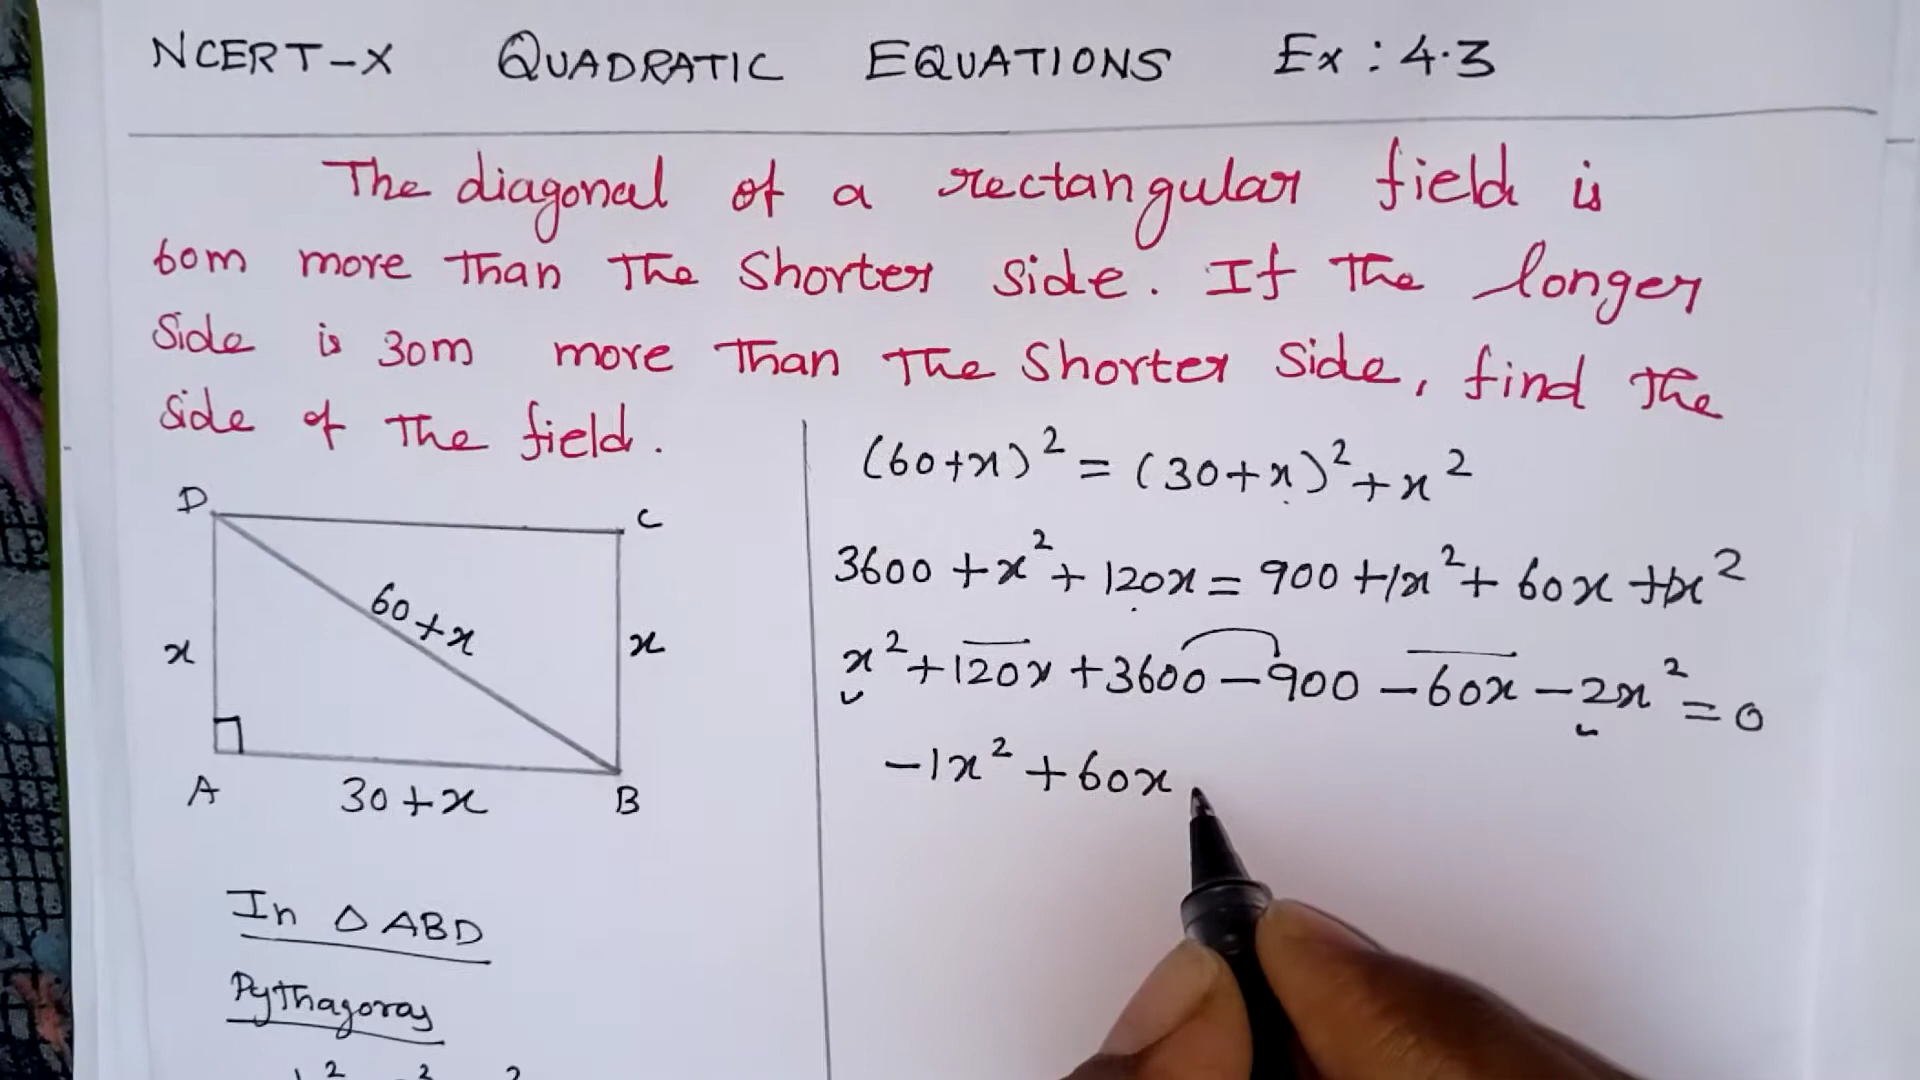 NCERT-X QUADRATIC EQUATIONS Ex : 4.3
The diagonal of a rectangular field is
60m more than the shorter side. If the longer
side is 30m more than the shorter side, find the
side of the field.
D
C
60+x
x
x
A
30+x
B
In △ ABD
Pythagoras
(60+x)² = (30+x)²+x²
3600 +x²+ 120x = 900 +1x²+ 60x +1x²
x²+120x +3600 -900 -60x -2x² = 0
-1x² +60x